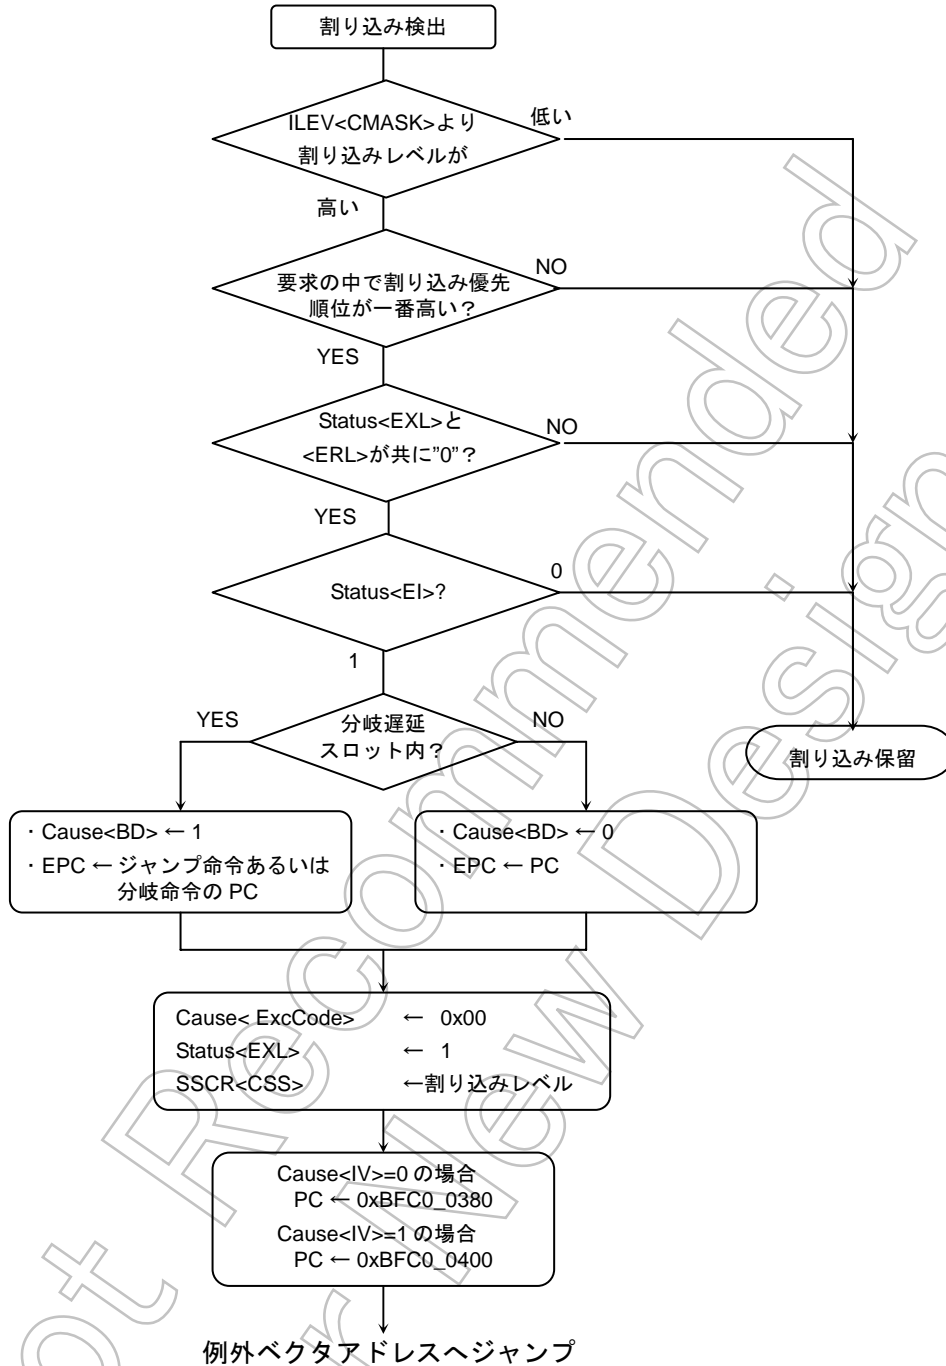 割り込み検出
ILEV<CMASK>より
割り込みレベルが
低い
高い
要求の中で割り込み優先
順位が一番高い？
NO
YES
Status<EXL>と
<ERL>が共に”0”？
NO
YES
Status<EI>?
0
1
分岐遅延
スロット内？
YES
NO
割り込み保留
・Cause<BD> ← 1
・EPC ← ジャンプ命令あるいは
分岐命令の PC
・Cause<BD> ← 0
・EPC ← PC
Cause< ExcCode> ← 0x00
Status<EXL> ← 1
SSCR<CSS> ←割り込みレベル
Cause<IV>=0 の場合
PC ← 0xBFC0_0380
Cause<IV>=1 の場合
PC ← 0xBFC0_0400
例外ベクタアドレスへジャンプ
ot Recommended
r New Design